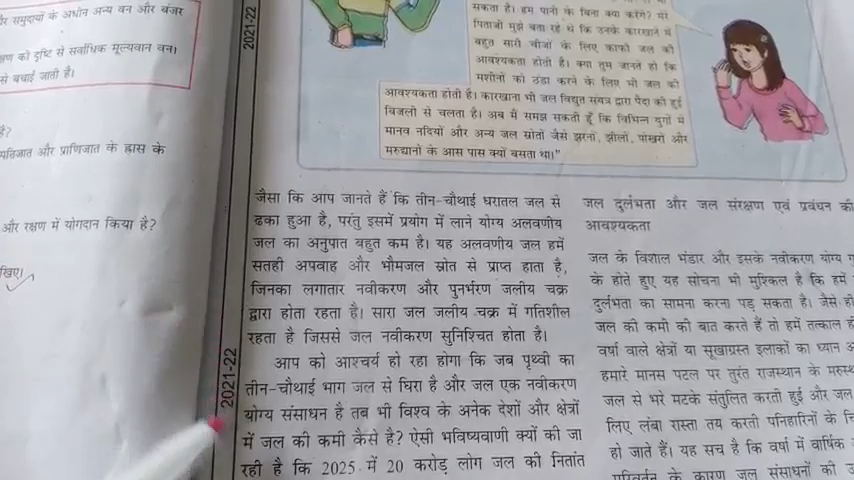 र समुदायों के अधीन अन्य वन और बंजर
क्षण की दृष्टि से सर्वाधिक मूल्यवान वन।
से बचाई जाती है।
है?
और प्राणिजात के ह्रास के
और रक्षण में योगदान किया है?
खिए।
2021-22
2021-22
सकता है। हम पानी के बिना क्या करेंगे? मेरे
पिताजी मुझे बता रहे थे कि उनके कारखाने में
बहुत सारी चीजों के लिए काफी जल की
आवश्यकता होती है। क्या तुम जानते हो कि
मशीनों को ठंडा करने के लिए भी जल की
आवश्यकता होती है। कारखाना भी जल विद्युत संयंत्र द्वारा पैदा की हुई
बिजली से चलता है। अब मैं समझ सकती हूँ कि विभिन्न युगों में
मानव नदियों और अन्य जल स्रोतों जैसे झरनों, झीलों, पोखरों और
मरुद्यानों के आस पास क्यों बसता था।"
जैसा कि आप जानते हैं कि तीन-चौथाई धरातल जल से
ढका हुआ है, परंतु इसमें प्रयोग में लाने योग्य अलवणीय
जल का अनुपात बहुत कम है। यह अलवणीय जल हमें
सतही अपवाह और भौमजल स्रोत से प्राप्त होता है,
जिनका लगातार नवीकरण और पुनर्भरण जलीय चक्र
द्वारा होता रहता है। सारा जल जलीय चक्र में गतिशील
रहता है जिससे जल नवीकरण सुनिश्चित होता है।
आप को आश्चर्य हो रहा होगा कि जब पृथ्वी का
तीन-चौथाई भाग जल से घिरा है और जल एक नवीकरण
योग्य संसाधन है तब भी विश्व के अनेक देशों और क्षेत्रों
में जल की कमी कैसे है? ऐसी भविष्यवाणी क्यों की जा
रही है कि 2025 में 20 करोड़ लोग जल की नितांत
जल दुर्लभता और जल संरक्षण एवं प्रबंधन की
आवश्यकता
जल के विशाल भंडार और इसके नवीकरण योग्य गु
के होते हुए यह सोचना भी मुश्किल है कि हमें
दुर्लभता का सामना करना पड़ सकता है। जैसे ही
जल की कमी की बात करते हैं तो हमें तत्काल ही
वर्षा वाले क्षेत्रों या सूखाग्रस्त इलाकों का ध्यान अ
हमारे मानस पटल पर तुरंत राजस्थान के मरुस्थ
जल से भरे मटके संतुलित करती हुई और जल
लिए लंबा रास्ता तय करती पनिहारिनों के चि
हो जाते हैं। यह सच है कि वर्षा में वार्षिक
परिवर्तन के कारण जल संसाधनों की उ